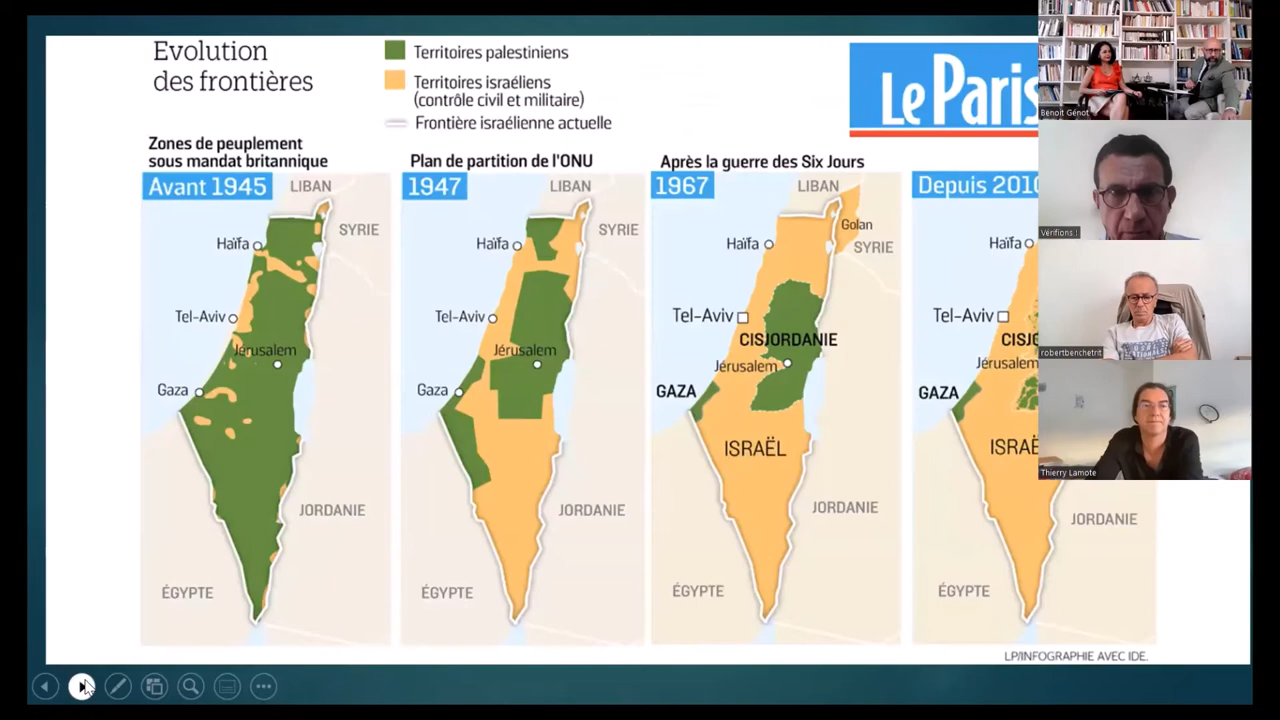 Evolution
des frontières
Territoires palestiniens
Territoires israéliens
(contrôle civil et militaire)
Frontière israélienne actuelle
Le Paris
Zones de peuplement
sous mandat britannique
Avant 1945
LIBAN
SYRIE
Haïfa
Tel-Aviv
Jérusalem
Gaza
JORDANIE
ÉGYPTE
Plan de partition de l'ONU
1947
LIBAN
SYRIE
Haïfa
Tel-Aviv
Jérusalem
Gaza
JORDANIE
ÉGYPTE
Après la guerre des Six Jours
1967
LIBAN
Golan
SYRIE
Haïfa
Tel-Aviv
CISJORDANIE
Jérusalem
GAZA
ISRAËL
JORDANIE
ÉGYPTE
Depuis 201
Haïfa
Tel-Aviv
CISJ
Jérusalem
GAZA
ISRAË
JORDANIE
ÉGYPTE
LP/INFOGRAPHIE AVEC IDE.
Benoit Génot
Vérifions !
robertbenchetrit
Thierry Lamote